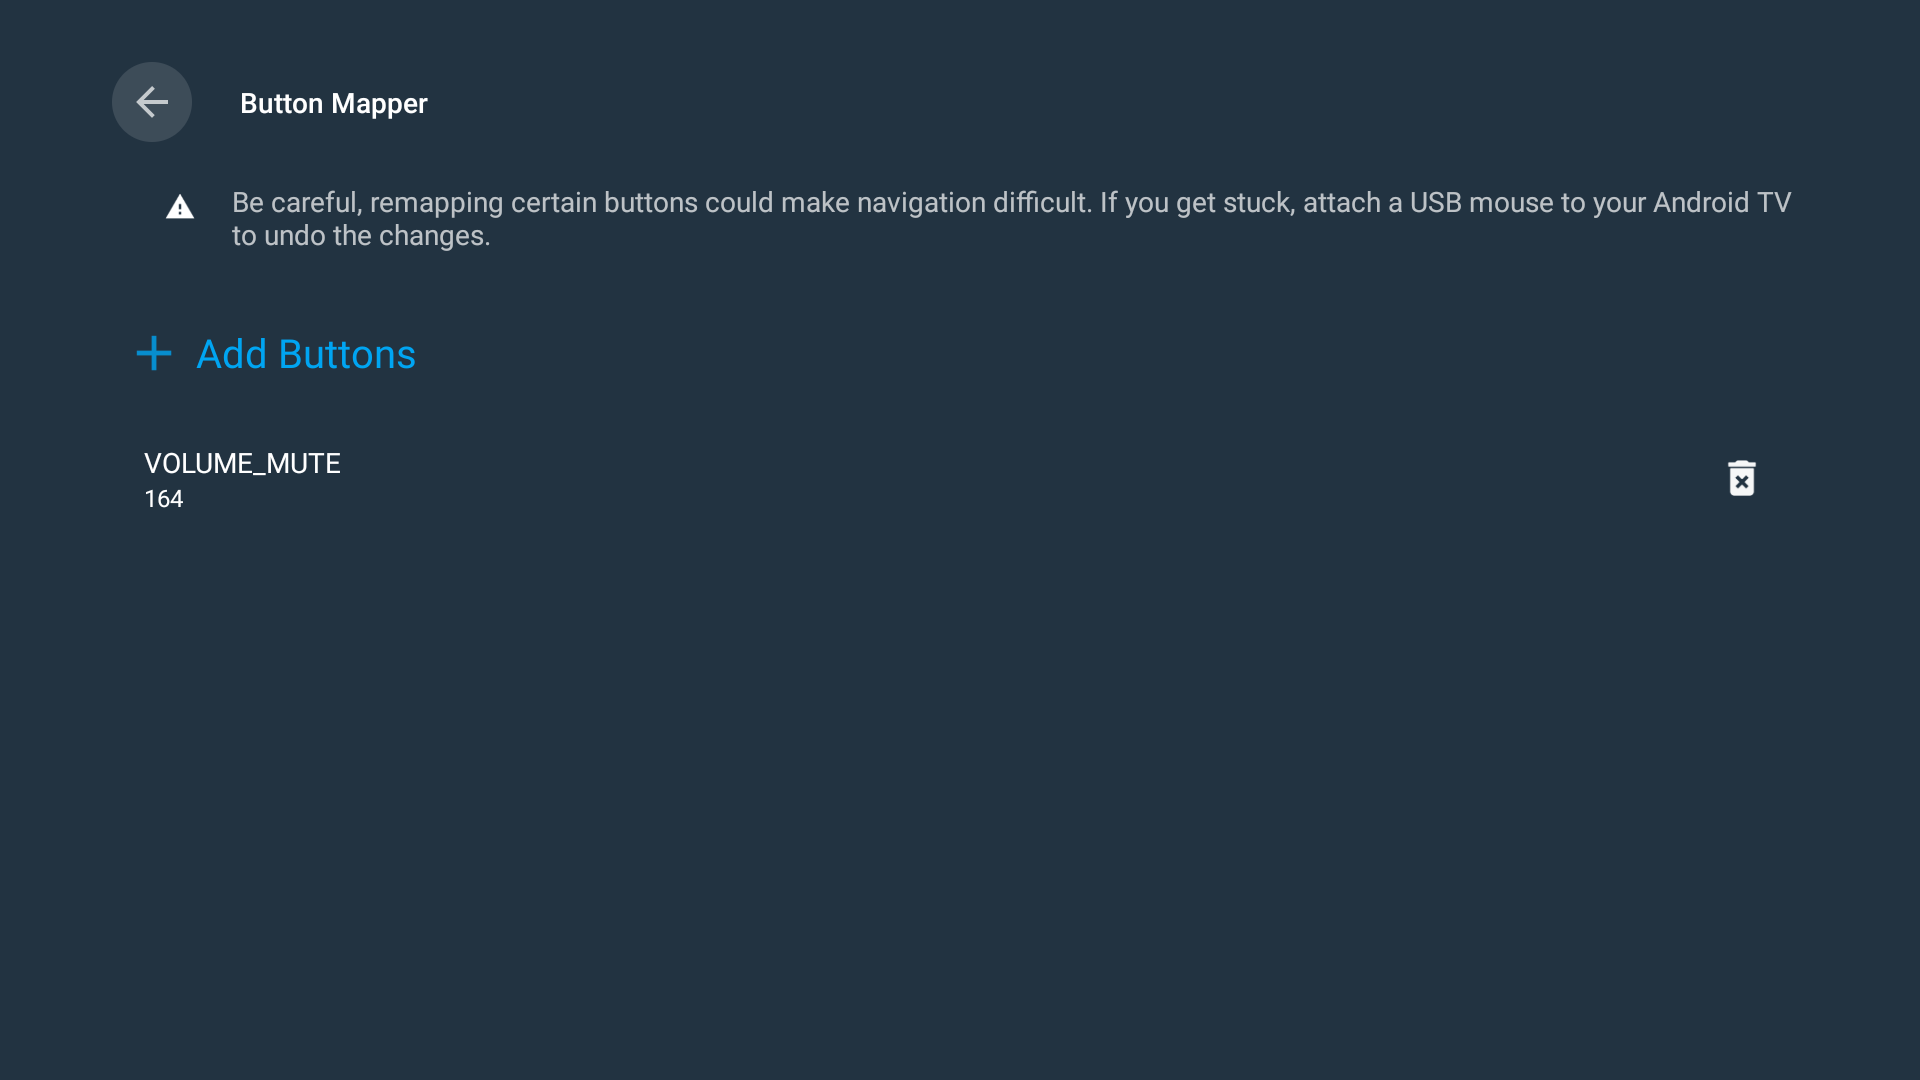 Button Mapper
Be careful, remapping certain buttons could make navigation difficult. If you get stuck, attach a USB mouse to your Android TV
to undo the changes.
Add Buttons
VOLUME_MUTE
164